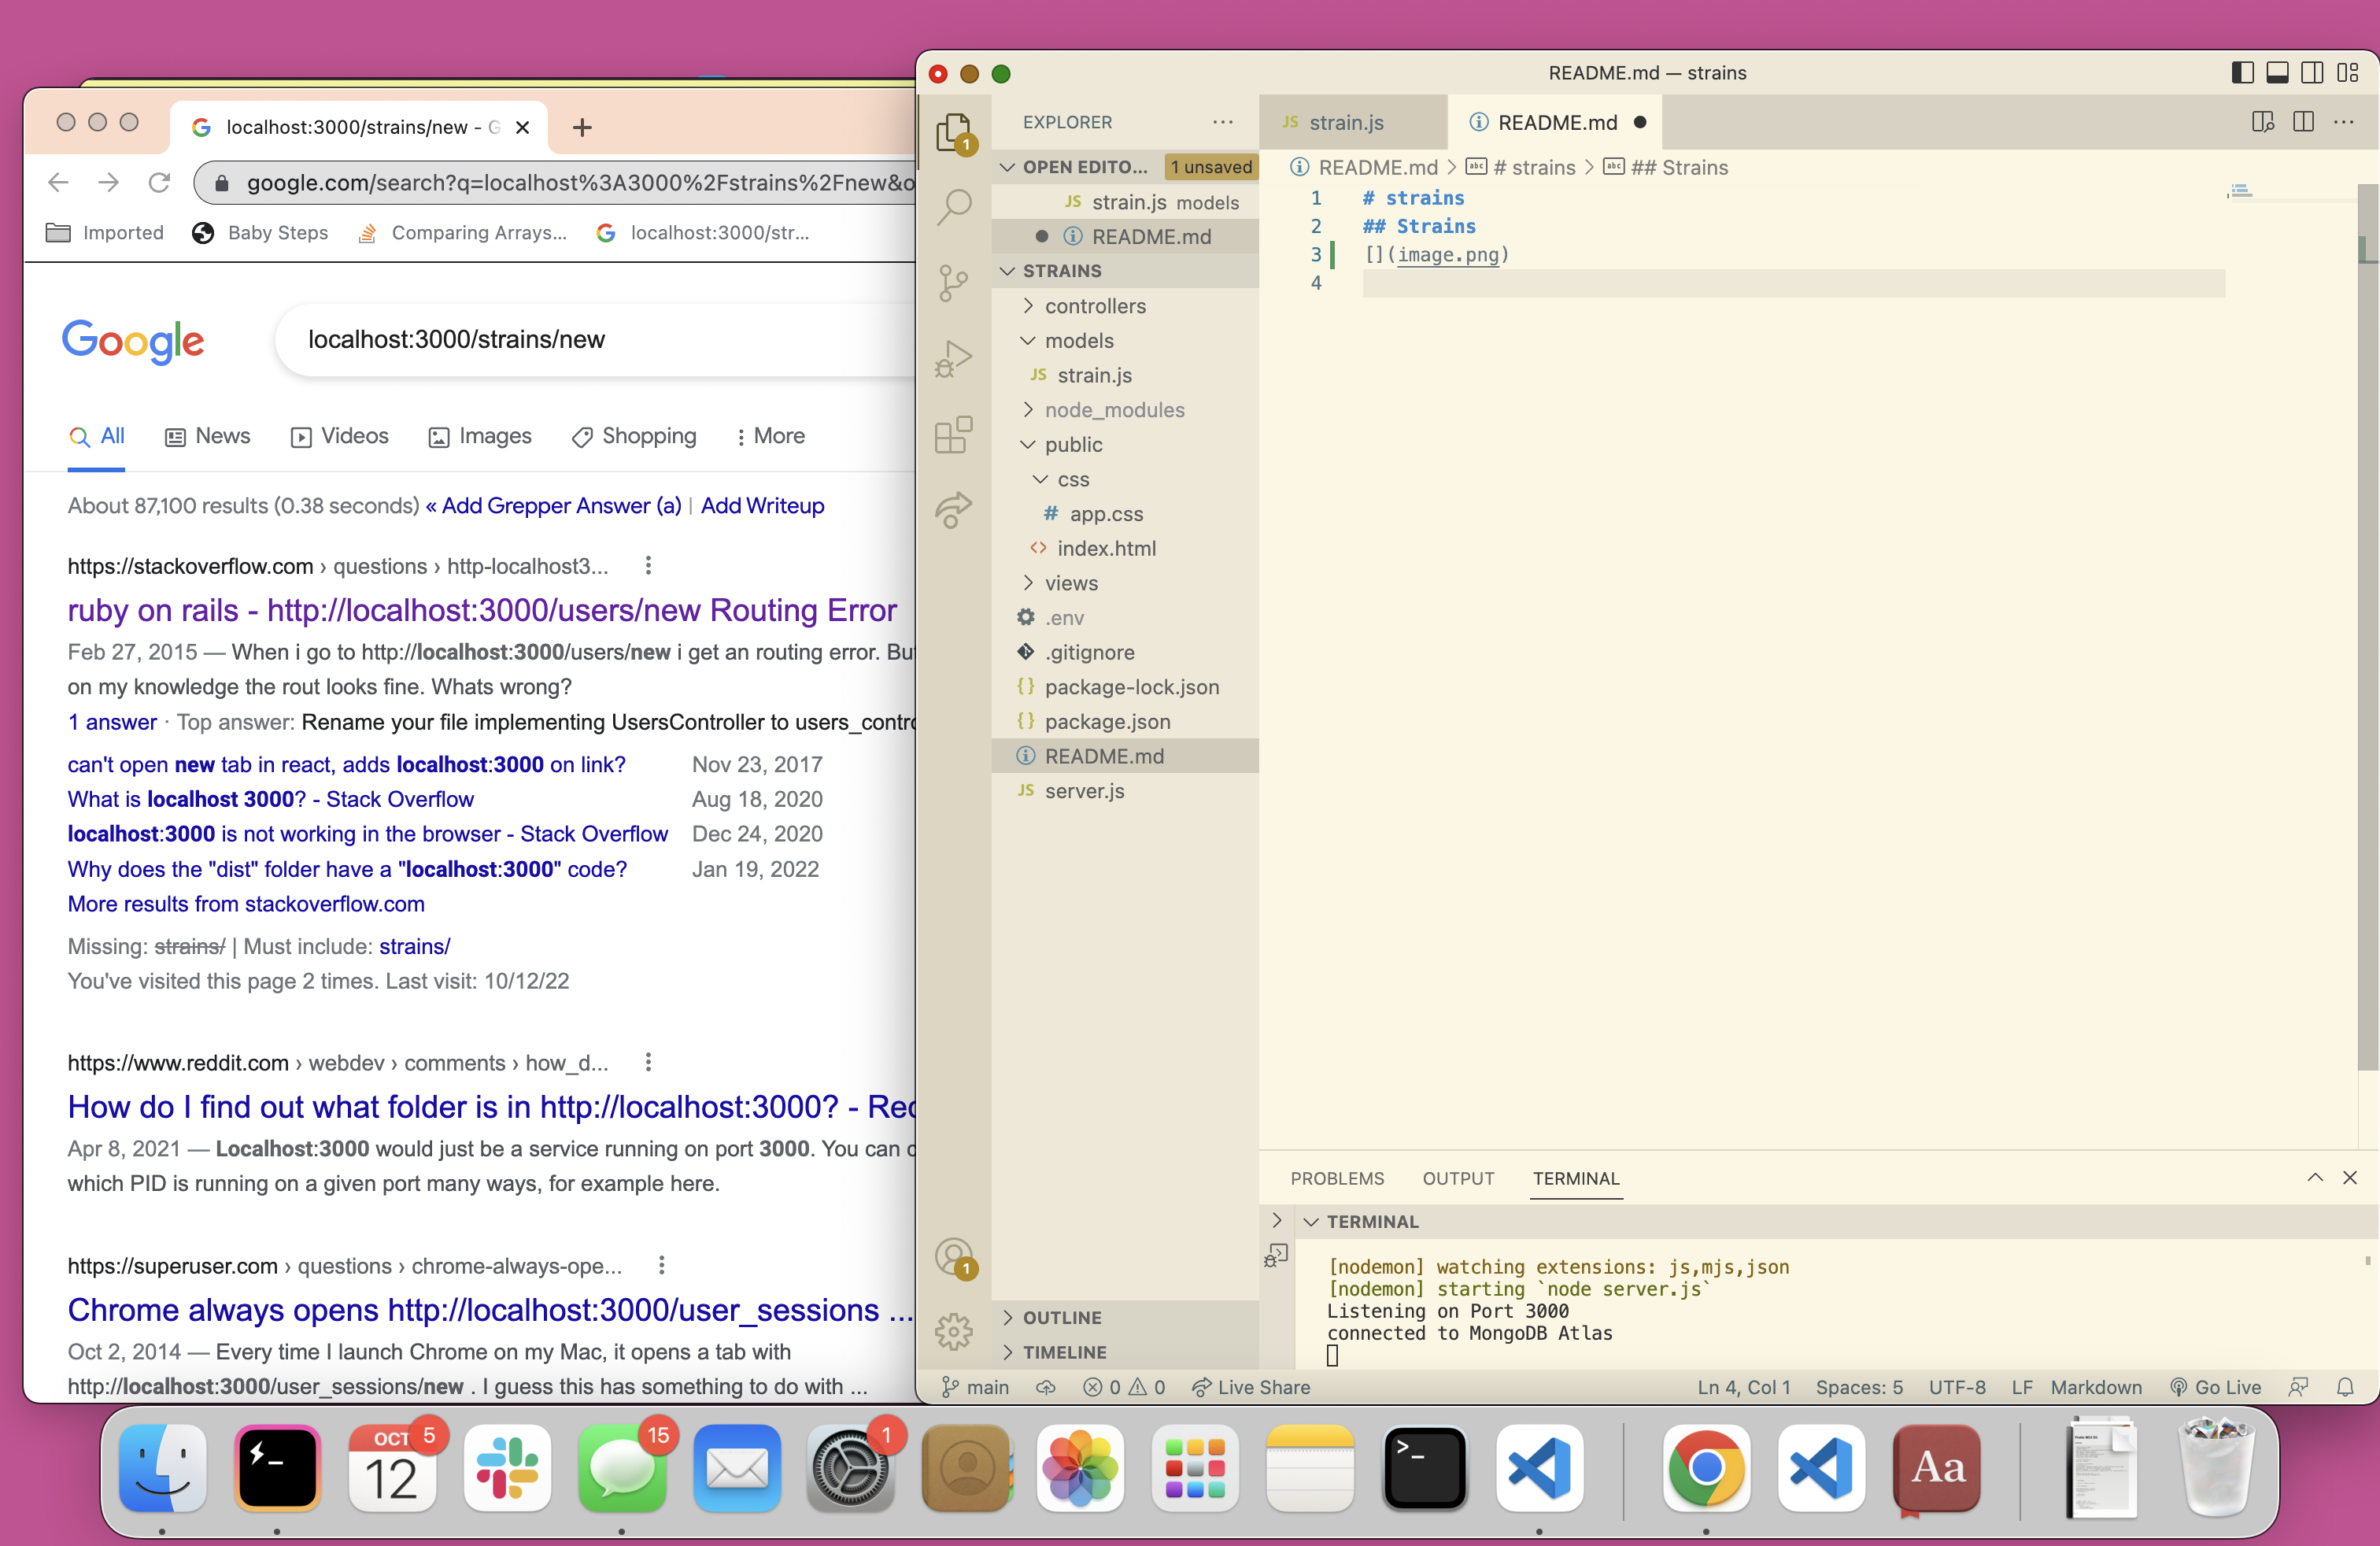 localhost:3000/strains/new - G
google.com/search?q=localhost%3A3000%2Fstrains%2Fnew&o
Imported
Baby Steps
Comparing Arrays...
localhost:3000/str...
Google
localhost:3000/strains/new
All
News
Videos
Images
Shopping
More
About 87,100 results (0.38 seconds) « Add Grepper Answer (a) | Add Writeup
https://stackoverflow.com › questions › http-localhost3...
ruby on rails - http://localhost:3000/users/new Routing Error
Feb 27, 2015 — When i go to http://localhost:3000/users/new i get an routing error. But
on my knowledge the rout looks fine. Whats wrong?
1 answer · Top answer: Rename your file implementing UsersController to users_contro
can't open new tab in react, adds localhost:3000 on link? Nov 23, 2017
What is localhost 3000? - Stack Overflow Aug 18, 2020
localhost:3000 is not working in the browser - Stack Overflow Dec 24, 2020
Why does the "dist" folder have a "localhost:3000" code? Jan 19, 2022
More results from stackoverflow.com
Missing: strains/ | Must include: strains/
You've visited this page 2 times. Last visit: 10/12/22
https://www.reddit.com › webdev › comments › how_d...
How do I find out what folder is in http://localhost:3000? - Red
Apr 8, 2021 — Localhost:3000 would just be a service running on port 3000. You can c
which PID is running on a given port many ways, for example here.
https://superuser.com › questions › chrome-always-ope...
Chrome always opens http://localhost:3000/user_sessions ...
Oct 2, 2014 — Every time I launch Chrome on my Mac, it opens a tab with
http://localhost:3000/user_sessions/new . I guess this has something to do with ...
README.md — strains
1
EXPLORER
JS strain.js
README.md
OPEN EDITO... 1 unsaved
JS strain.js models
README.md
STRAINS
controllers
models
JS strain.js
node_modules
public
css
# app.css
<> index.html
views
.env
.gitignore
{} package-lock.json
{} package.json
README.md
JS server.js
OUTLINE
TIMELINE
1
README.md > abc # strains > abc ## Strains
1 # strains
2 ## Strains
3 [](image.png)
4
PROBLEMS
OUTPUT
TERMINAL
TERMINAL
[nodemon] watching extensions: js,mjs,json
[nodemon] starting `node server.js`
Listening on Port 3000
connected to MongoDB Atlas
main
0
0
Live Share
Ln 4, Col 1
Spaces: 5
UTF-8
LF
Markdown
Go Live
OCT
5
12
15
1
>_
Aa